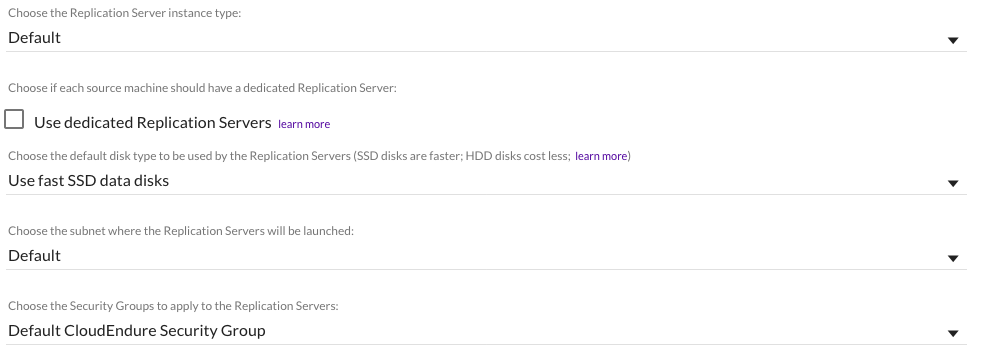 Choose the Replication Server instance type:
Default
Choose if each source machine should have a dedicated Replication Server:
Use dedicated Replication Servers learn more
Choose the default disk type to be used by the Replication Servers (SSD disks are faster; HDD disks cost less; learn more)
Use fast SSD data disks
Choose the subnet where the Replication Servers will be launched:
Default
Choose the Security Groups to apply to the Replication Servers:
Default CloudEndure Security Group